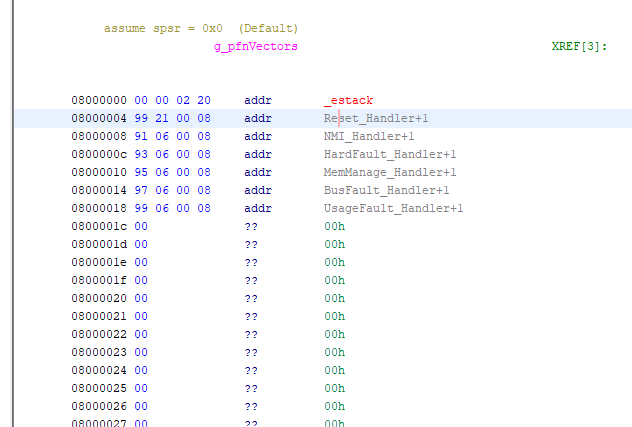 assume spsr = 0x0 (Default)
g_pfnVectors XREF[3]:
08000000 00 00 02 20 addr _estack
08000004 99 21 00 08 addr Reset_Handler+1
08000008 91 06 00 08 addr NMI_Handler+1
0800000c 93 06 00 08 addr HardFault_Handler+1
08000010 95 06 00 08 addr MemManage_Handler+1
08000014 97 06 00 08 addr BusFault_Handler+1
08000018 99 06 00 08 addr UsageFault_Handler+1
0800001c 00 ?? 00h
0800001d 00 ?? 00h
0800001e 00 ?? 00h
0800001f 00 ?? 00h
08000020 00 ?? 00h
08000021 00 ?? 00h
08000022 00 ?? 00h
08000023 00 ?? 00h
08000024 00 ?? 00h
08000025 00 ?? 00h
08000026 00 ?? 00h
08000027 00 ?? 00h